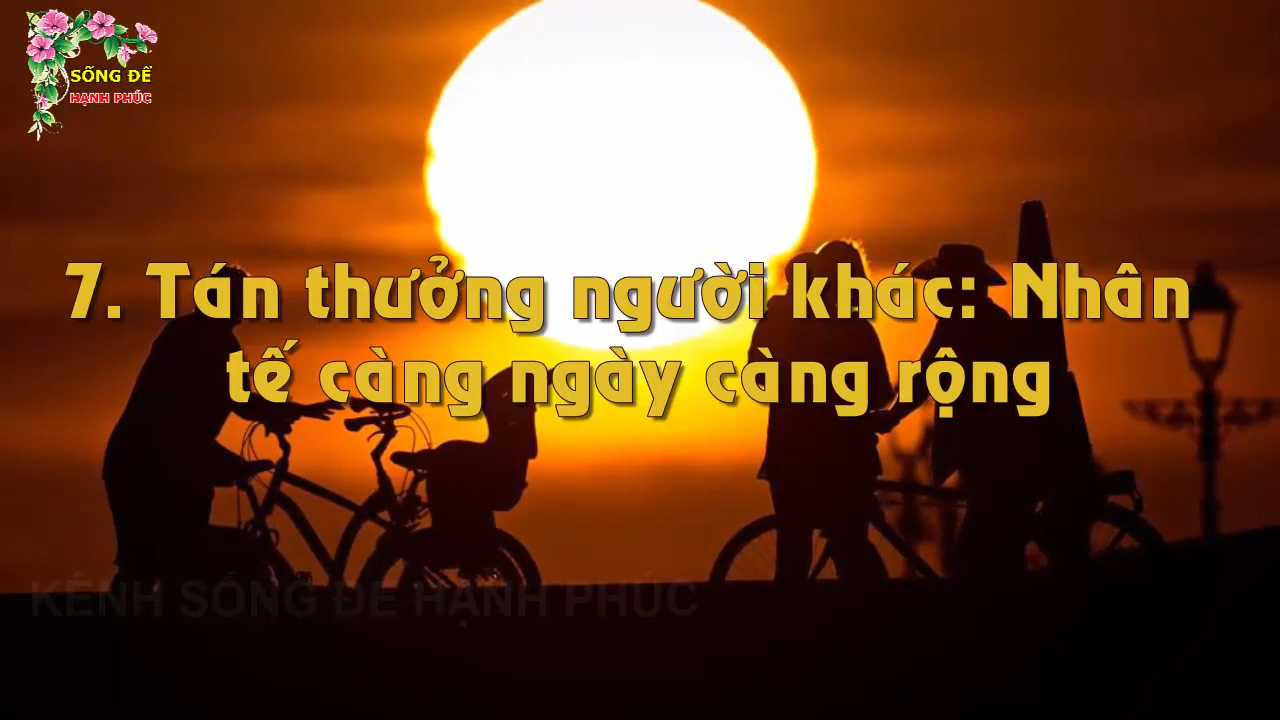 SỐNG ĐỂ
HẠNH PHÚC
7. Tán thưởng người khác: Nhân
tế càng ngày càng rộng
KÊNH SỐNG ĐỂ HẠNH PHÚC